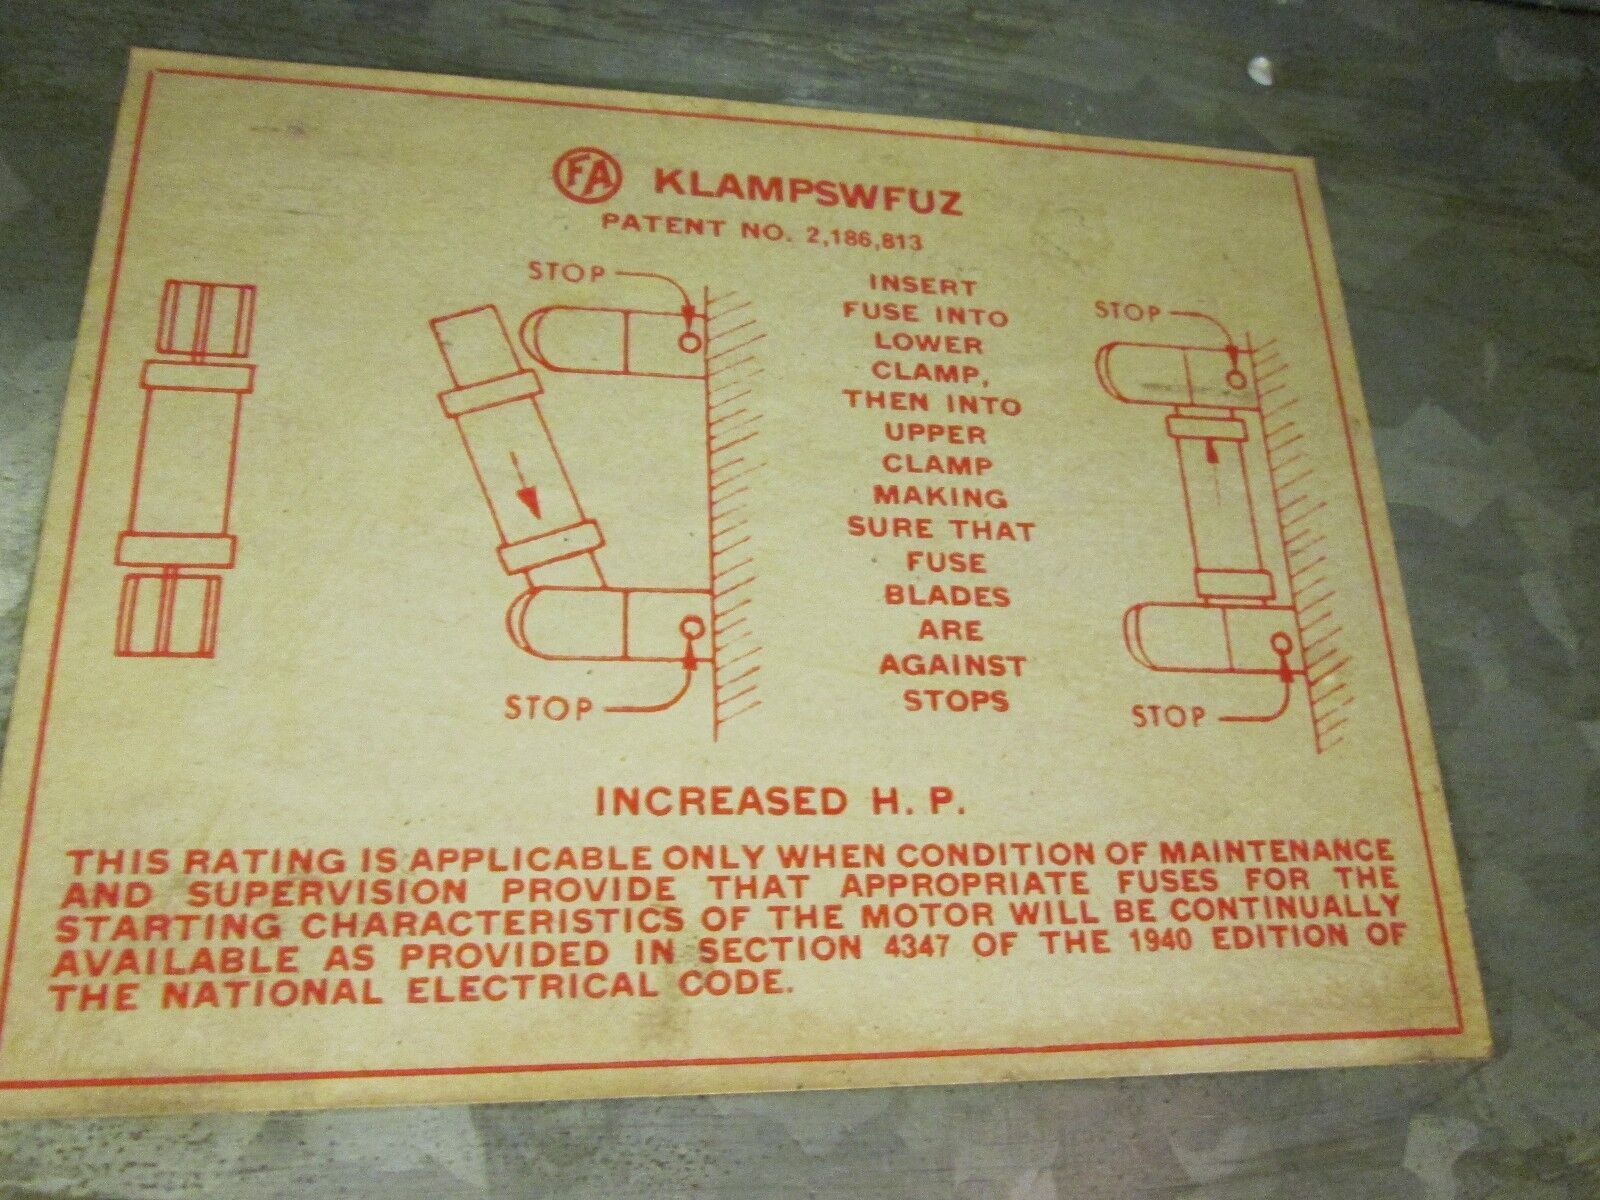 FA KLAMPSWFUZ
PATENT NO. 2,186,813
STOP
STOP
INSERT
FUSE INTO
LOWER
CLAMP,
THEN INTO
UPPER
CLAMP
MAKING
SURE THAT
FUSE
BLADES
ARE
AGAINST
STOPS
STOP
STOP
INCREASED H. P.
THIS RATING IS APPLICABLE ONLY WHEN CONDITION OF MAINTENANCE
AND SUPERVISION PROVIDE THAT APPROPRIATE FUSES FOR THE
STARTING CHARACTERISTICS OF THE MOTOR WILL BE CONTINUALLY
AVAILABLE AS PROVIDED IN SECTION 4347 OF THE 1940 EDITION OF
THE NATIONAL ELECTRICAL CODE.